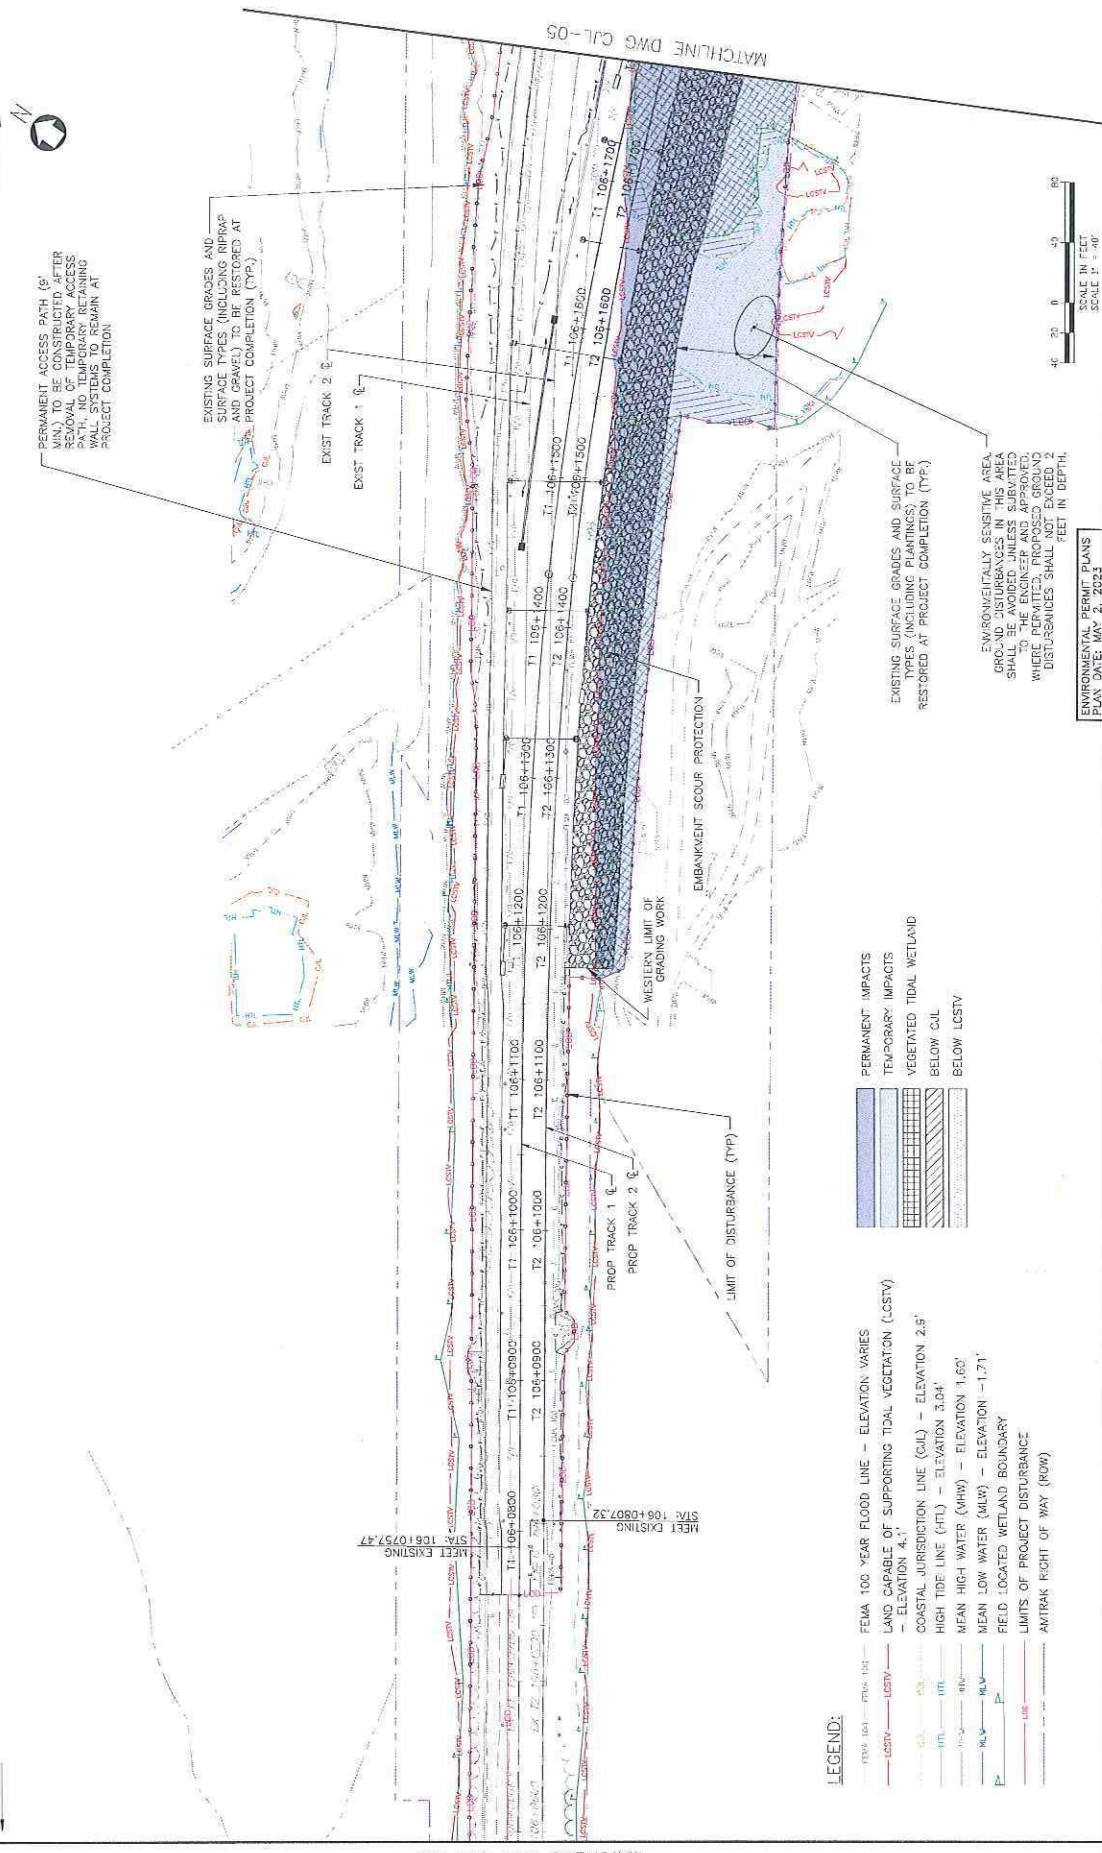 MATCHLINE DWG CJL-05
N
PERMANENT ACCESS PATH (9'
MIN.) TO BE CONSTRUCTED AFTER
REMOVAL OF TEMPORARY ACCESS
PATH. NO TEMPORARY RETAINING
WALL SYSTEMS TO REMAIN AT
PROJECT COMPLETION
EXISTING SURFACE GRADES AND
SURFACE TYPES (INCLUDING RIPRAP
AND GRAVEL) TO BE RESTORED AT
PROJECT COMPLETION (TYP.)
EXIST TRACK 2 ℄
EXIST TRACK 1 ℄
T1 106+0800
T1 106+0900
T1 106+1000
T1 106+1100
T1 106+1200
T1 106+1300
T1 106+1400
T1 106+1500
T1 106+1600
T1 106+1700
T2 106+0900
T2 106+1000
T2 106+1100
T2 106+1200
T2 106+1300
T2 106+1400
T2 106+1500
T2 106+1600
T2 106+1700
MEET EXISTING
STA: 106+0757.47
MEET EXISTING
STA: 106+0807.32
PROP TRACK 1 ℄
PROP TRACK 2 ℄
LIMIT OF DISTURBANCE (TYP)
WESTERN LIMIT OF
GRADING WORK
EMBANKMENT SCOUR PROTECTION
EXISTING SURFACE GRADES AND SURFACE
TYPES (INCLUDING PLANTINGS) TO BE
RESTORED AT PROJECT COMPLETION (TYP.)
ENVIRONMENTALLY SENSITIVE AREA.
GROUND DISTURBANCES IN THIS AREA
SHALL BE AVOIDED UNLESS SUBMITTED
TO THE ENGINEER AND APPROVED.
WHERE PERMITTED, PROPOSED GROUND
DISTURBANCES SHALL NOT EXCEED 2
FEET IN DEPTH.
LEGEND:
FEMA 100 YEAR FLOOD LINE - ELEVATION VARIES
LCSTV LAND CAPABLE OF SUPPORTING TIDAL VEGETATION (LCSTV)
- ELEVATION 4.1'
CJL COASTAL JURISDICTION LINE (CJL) - ELEVATION 2.9'
HTL HIGH TIDE LINE (HTL) - ELEVATION 3.04'
MHW MEAN HIGH WATER (MHW) - ELEVATION 1.60'
MLW MEAN LOW WATER (MLW) - ELEVATION -1.71'
FIELD LOCATED WETLAND BOUNDARY
LOD LIMITS OF PROJECT DISTURBANCE
AMTRAK RIGHT OF WAY (ROW)
PERMANENT IMPACTS
TEMPORARY IMPACTS
VEGETATED TIDAL WETLAND
BELOW CJL
BELOW LCSTV
40 20 0 40 80
SCALE IN FEET
SCALE 1" = 40'
ENVIRONMENTAL PERMIT PLANS
PLAN DATE: MAY 2, 2023